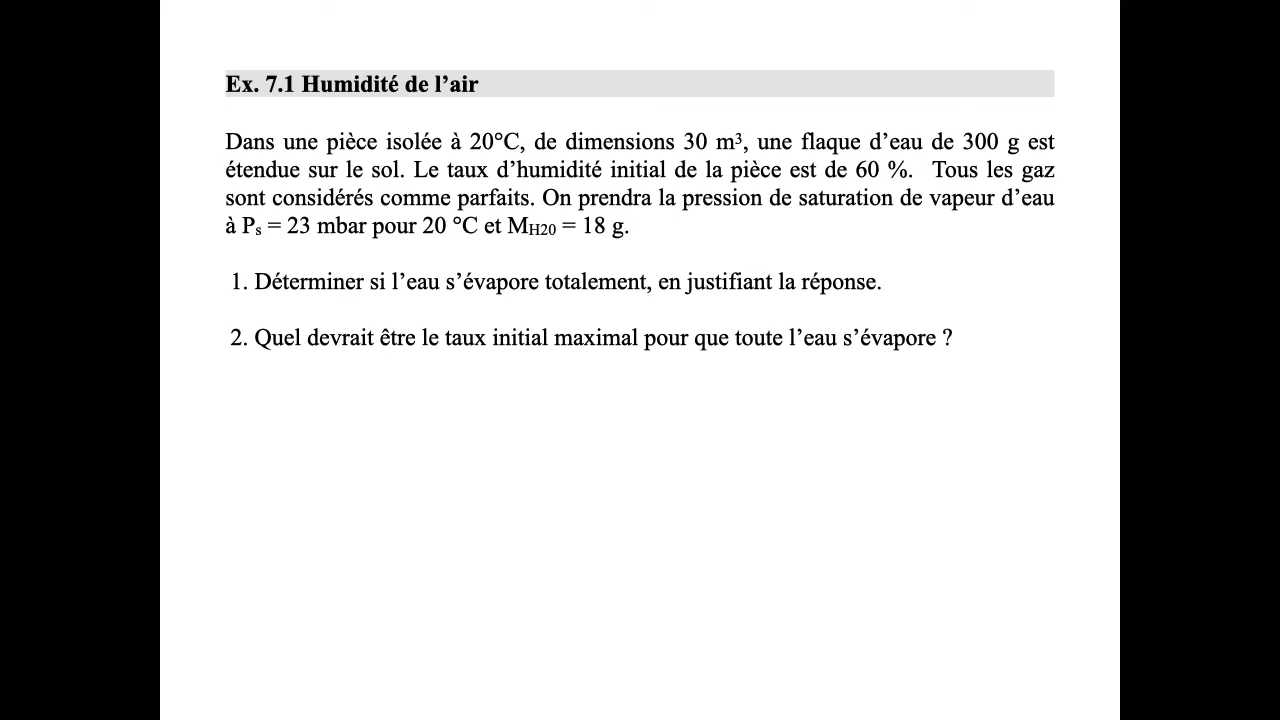 Ex. 7.1 Humidité de l’air
Dans une pièce isolée à 20°C, de dimensions 30 m³, une flaque d’eau de 300 g est
étendue sur le sol. Le taux d’humidité initial de la pièce est de 60 %.  Tous les gaz
sont considérés comme parfaits. On prendra la pression de saturation de vapeur d’eau
à Ps = 23 mbar pour 20 °C et MH20 = 18 g.
1. Déterminer si l’eau s’évapore totalement, en justifiant la réponse.
2. Quel devrait être le taux initial maximal pour que toute l’eau s’évapore ?